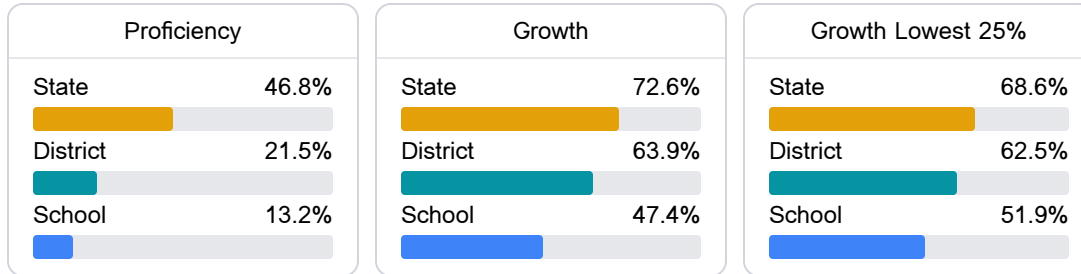 Proficiency
State 46.8%
District 21.5%
School 13.2%
Growth
State 72.6%
District 63.9%
School 47.4%
Growth Lowest 25%
State 68.6%
District 62.5%
School 51.9%